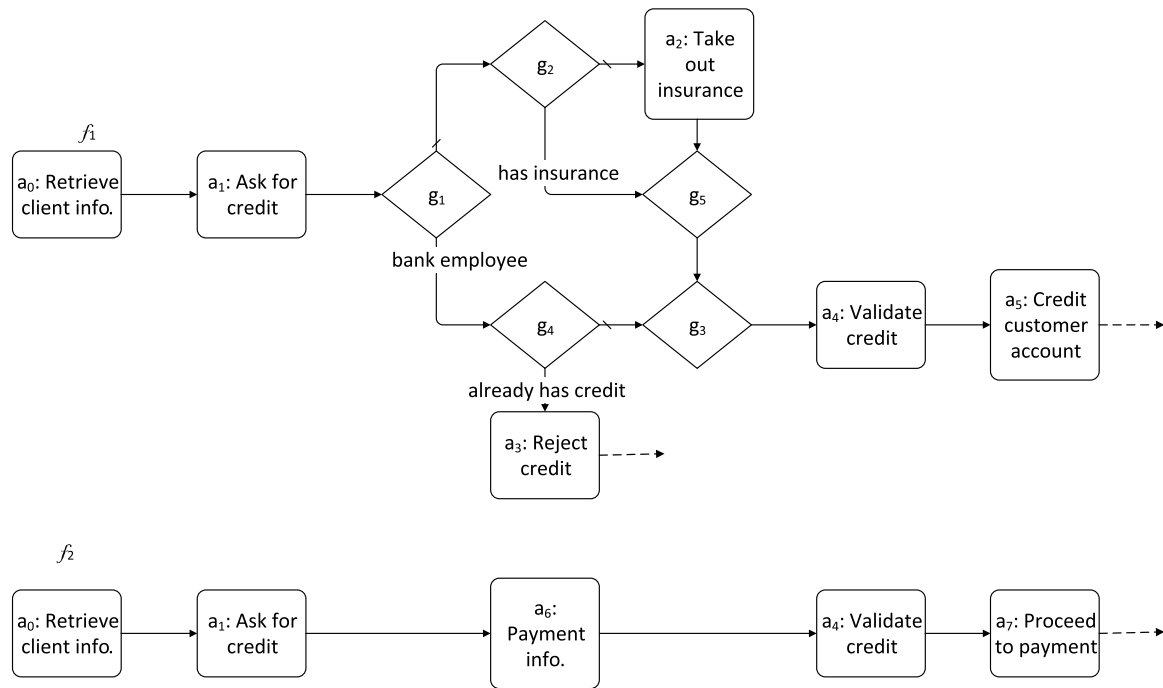 f1
a0: Retrieve
client info.
a1: Ask for
credit
g1
g2
a2: Take
out
insurance
has insurance
g5
bank employee
g4
g3
a4: Validate
credit
a5: Credit
customer
account
already has credit
a3: Reject
credit
f2
a0: Retrieve
client info.
a1: Ask for
credit
a6:
Payment
info.
a4: Validate
credit
a7: Proceed
to payment